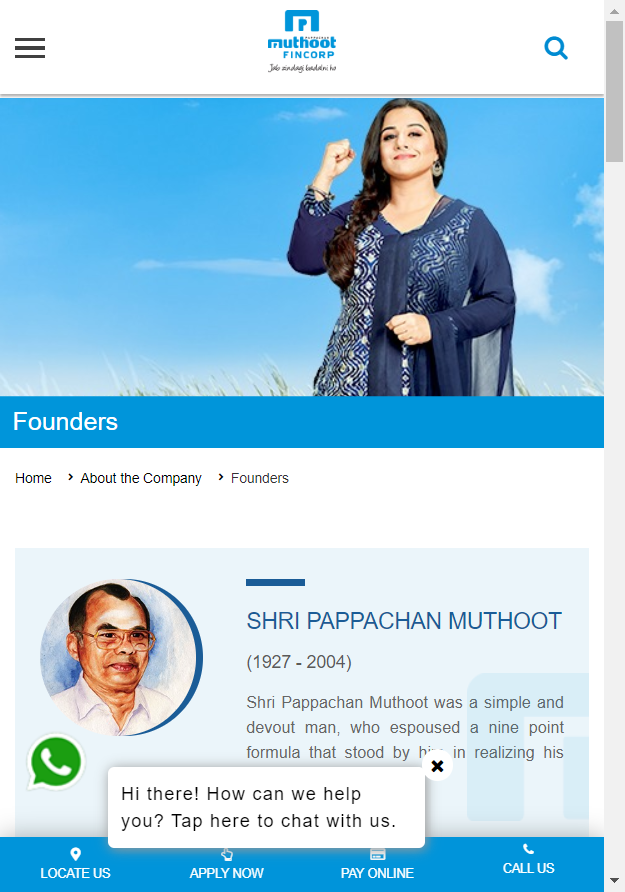 PAPPACHAN
muthoot
FINCORP
Jab zindagi badalni ho
Founders
Home
About the Company
Founders
SHRI PAPPACHAN MUTHOOT
(1927 - 2004)
Shri Pappachan Muthoot was a simple and
devout man, who espoused a nine point
formula that stood by him in realizing his
Hi there! How can we help
you? Tap here to chat with us.
LOCATE US
APPLY NOW
PAY ONLINE
CALL US